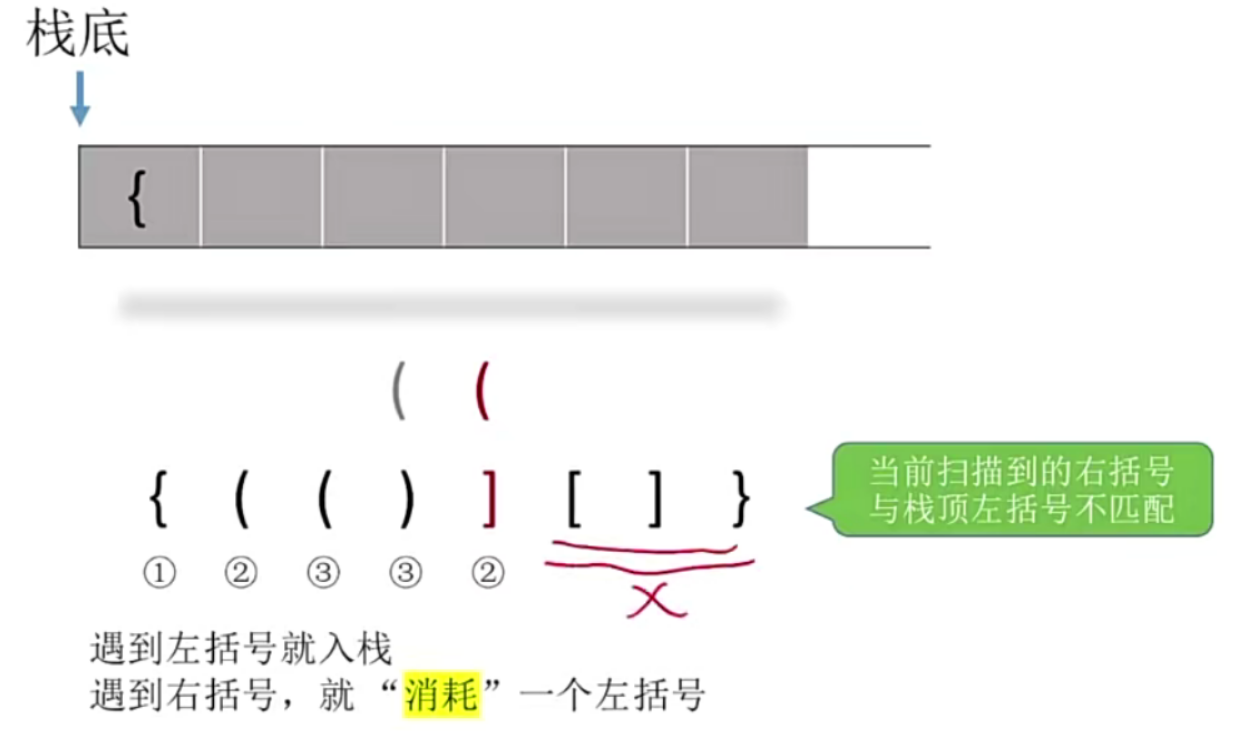 栈底
{
( (
{ ( ( ) ] [ ] }
当前扫描到的右括号
与栈顶左括号不匹配
① ② ③ ③ ②
X
遇到左括号就入栈
遇到右括号，就“消耗”一个左括号